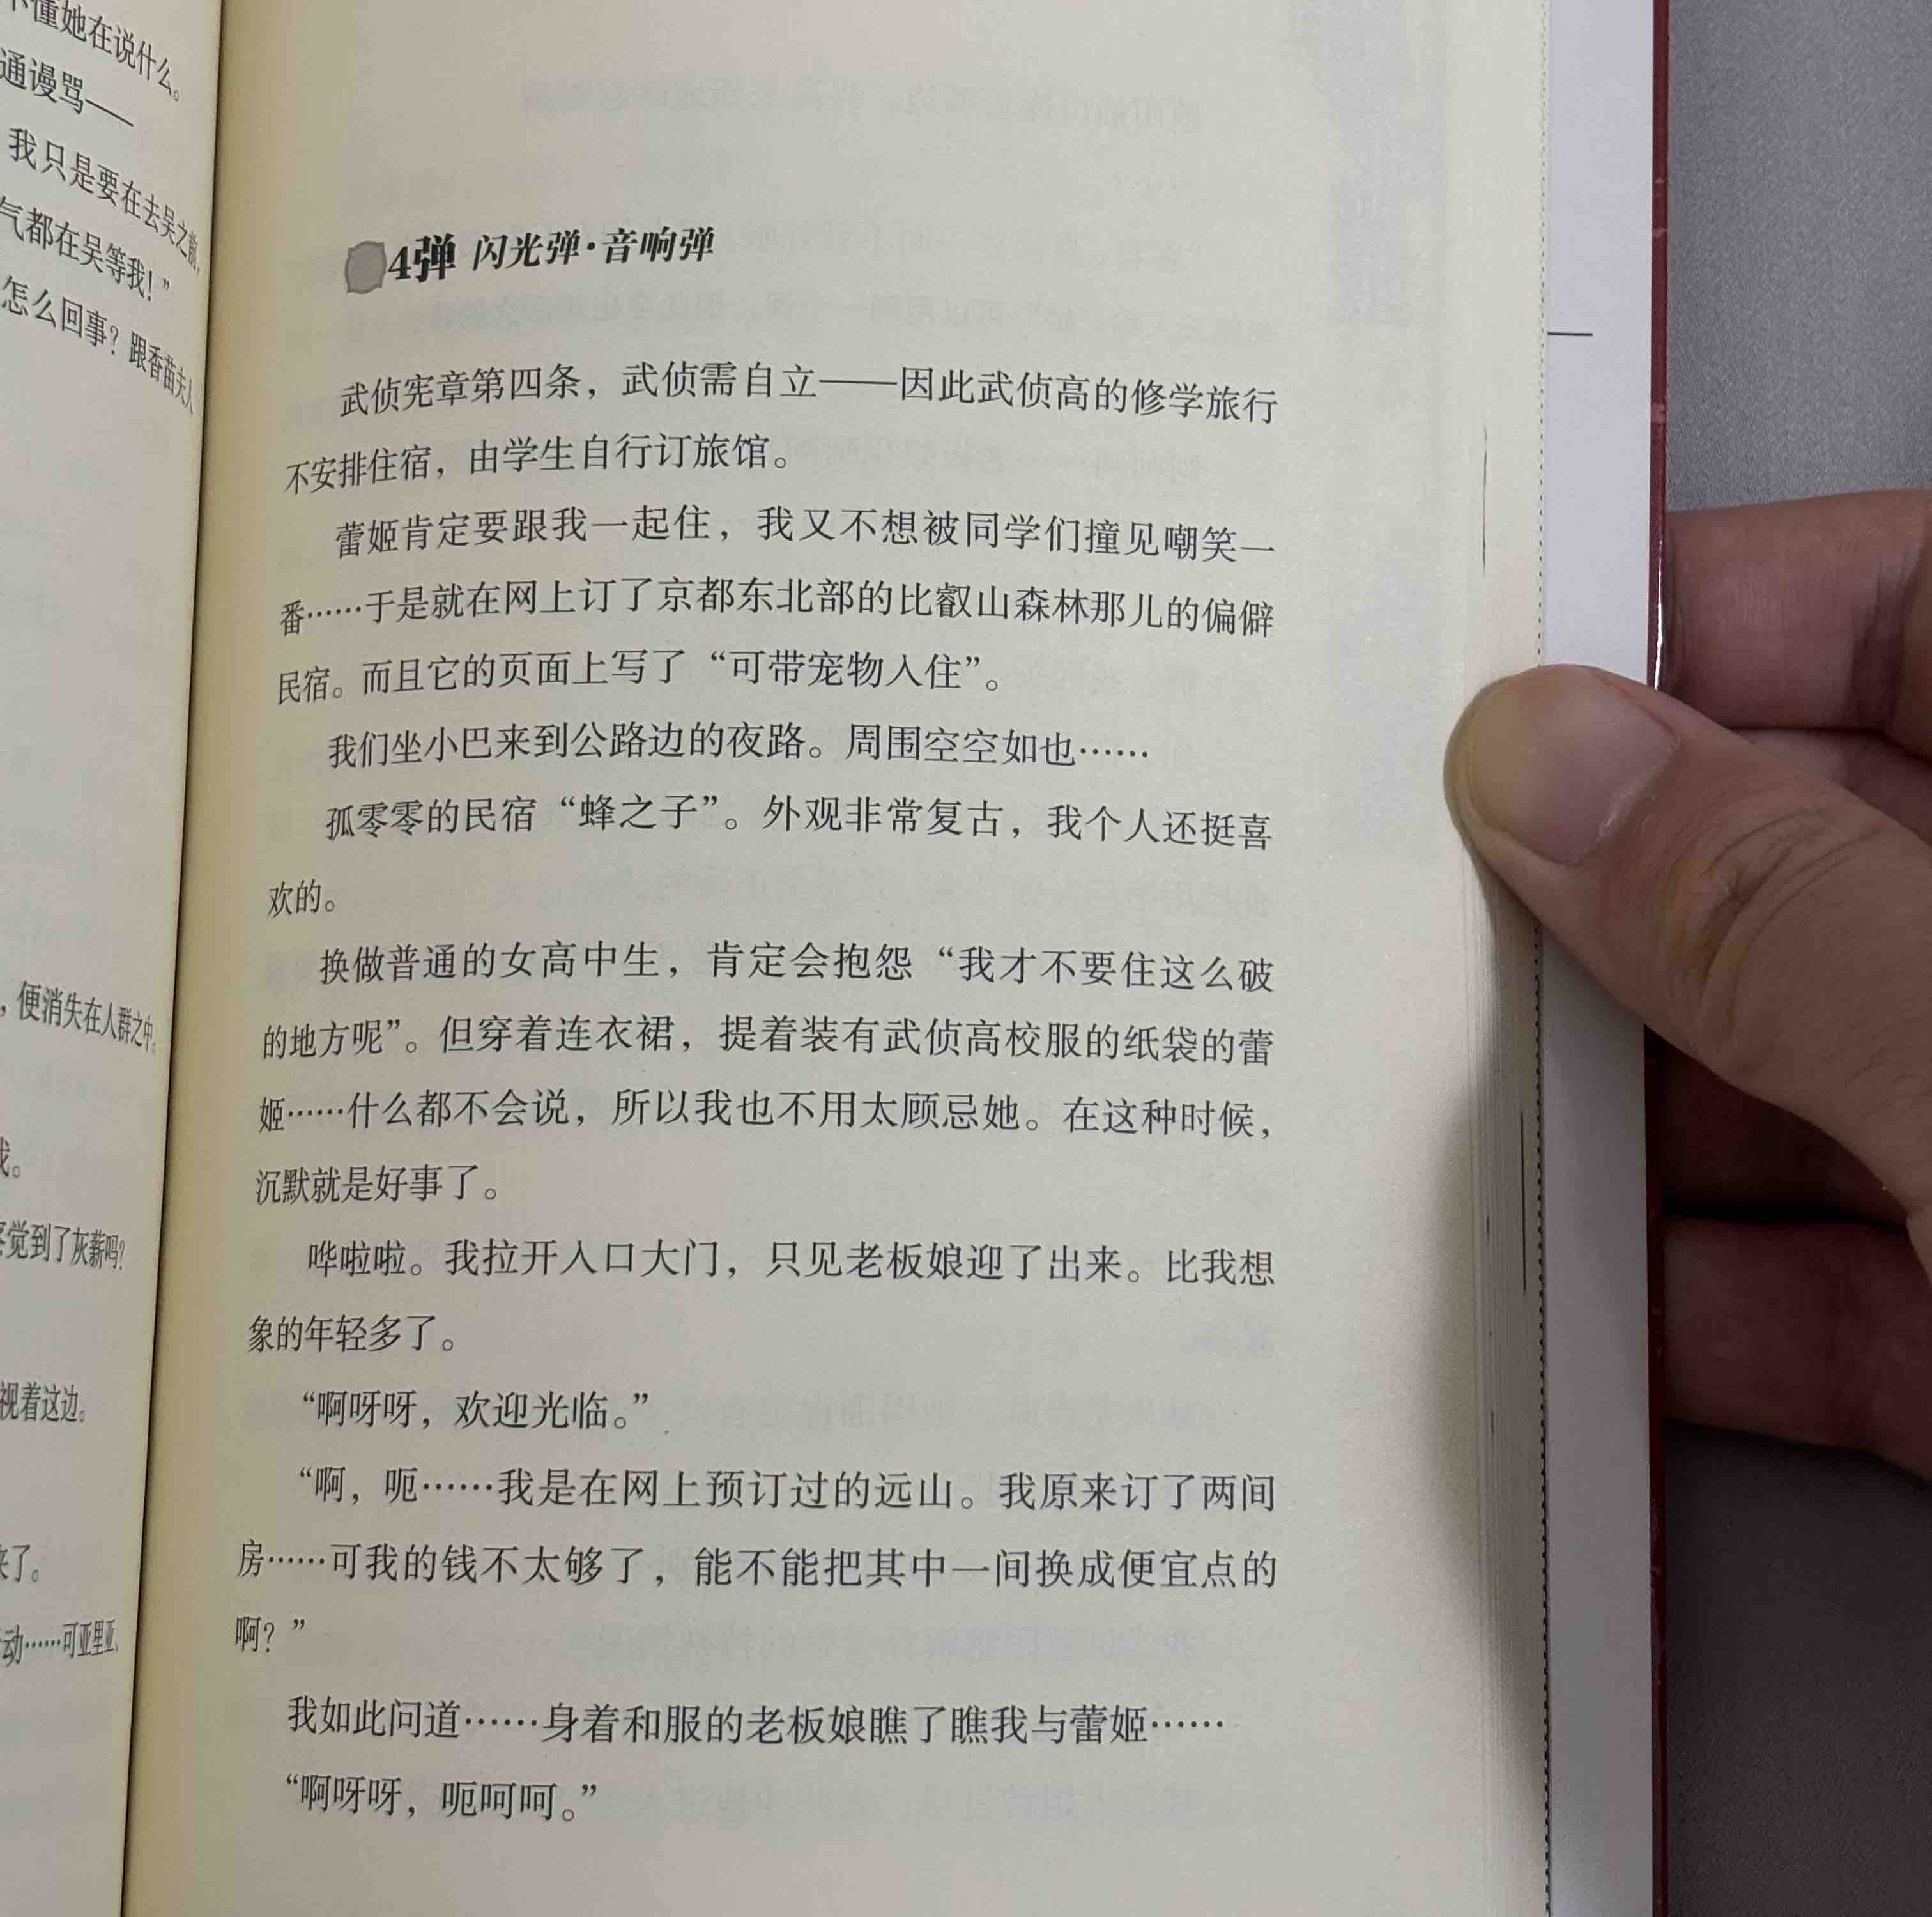 懂她在说什么。
通谩骂——
我只是要在去吴之前，
气都在吴等我！”
怎么回事？跟香苗夫人
，便消失在人群之中。
我。
觉到了灰薪吗？
视着这边。
来了。
动……可亚里亚
4弹 闪光弹·音响弹
武侦宪章第四条，武侦需自立——因此武侦高的修学旅行
不安排住宿，由学生自行订旅馆。
蕾姬肯定要跟我一起住，我又不想被同学们撞见嘲笑一
番……于是就在网上订了京都东北部的比叡山森林那儿的偏僻
民宿。而且它的页面上写了“可带宠物入住”。
我们坐小巴来到公路边的夜路。周围空空如也……
孤零零的民宿“蜂之子”。外观非常复古，我个人还挺喜
欢的。
换做普通的女高中生，肯定会抱怨“我才不要住这么破
的地方呢”。但穿着连衣裙，提着装有武侦高校服的纸袋的蕾
姬……什么都不会说，所以我也不用太顾忌她。在这种时候，
沉默就是好事了。
哗啦啦。我拉开入口大门，只见老板娘迎了出来。比我想
象的年轻多了。
“啊呀呀，欢迎光临。”
“啊，呃……我是在网上预订过的远山。我原来订了两间
房……可我的钱不太够了，能不能把其中一间换成便宜点的
啊？”
我如此问道……身着和服的老板娘瞧了瞧我与蕾姬……
“啊呀呀，呃呵呵。”